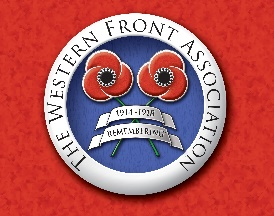 THE WESTERN FRONT ASSOCIATION
1914-1918
REMEMBERING